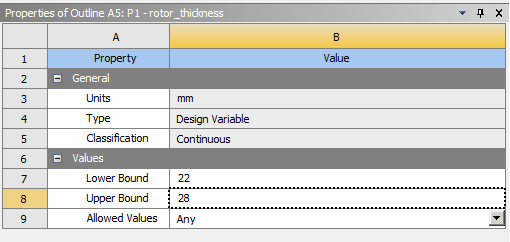 Properties of Outline A5: P1 - rotor_thickness
A B
1 Property Value
2 General
3 Units mm
4 Type Design Variable
5 Classification Continuous
6 Values
7 Lower Bound 22
8 Upper Bound 28
9 Allowed Values Any